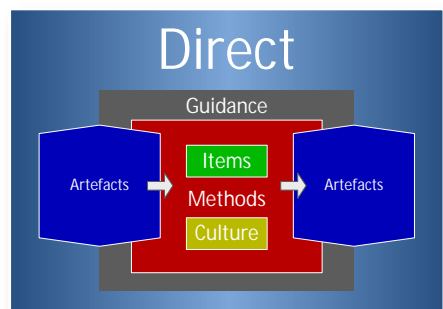 Direct
Guidance
Items
Artefacts
Methods
Artefacts
Culture